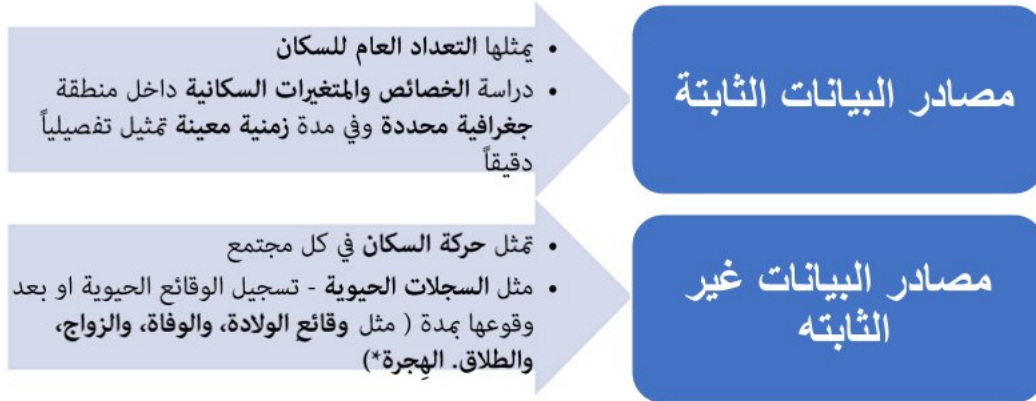 مصادر البيانات الثابتة
• يمثلها التعداد العام للسكان
• دراسة الخصائص والمتغيرات السكانية داخل منطقة
جغرافية محددة وفي مدة زمنية معينة تمثيل تفصيلياً
دقيقاً
مصادر البيانات غير
الثابته
• تمثل حركة السكان في كل مجتمع
• مثل السجلات الحيوية - تسجيل الوقائع الحيوية او بعد
وقوعها بمدة ( مثل وقائع الولادة، والوفاة، والزواج،
والطلاق. الهِجرة*)